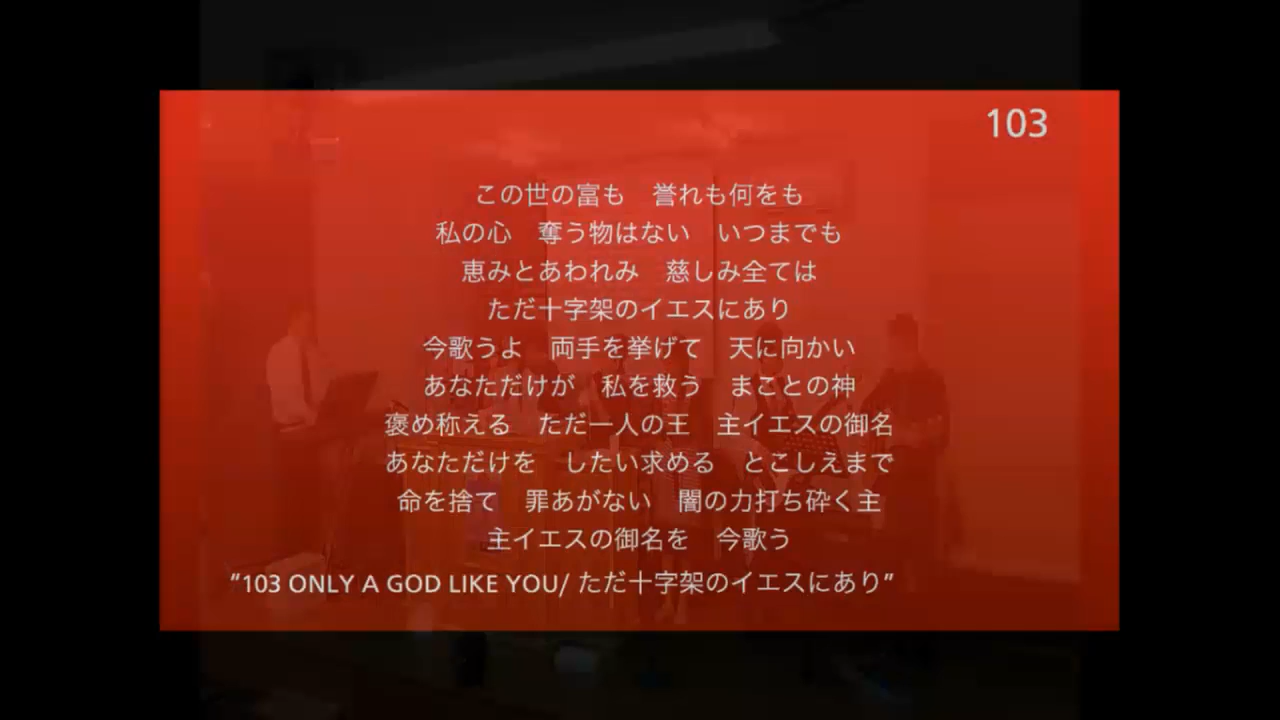 103
この世の富も　誉れも何をも
私の心　奪う物はない　いつまでも
恵みとあわれみ　慈しみ全ては
ただ十字架のイエスにあり
今歌うよ　両手を挙げて　天に向かい
あなただけが　私を救う　まことの神
褒め称える　ただ一人の王　主イエスの御名
あなただけを　したい求める　とこしえまで
命を捨て　罪あがない　闇の力打ち砕く主
主イエスの御名を　今歌う
“103 ONLY A GOD LIKE YOU/ ただ十字架のイエスにあり”